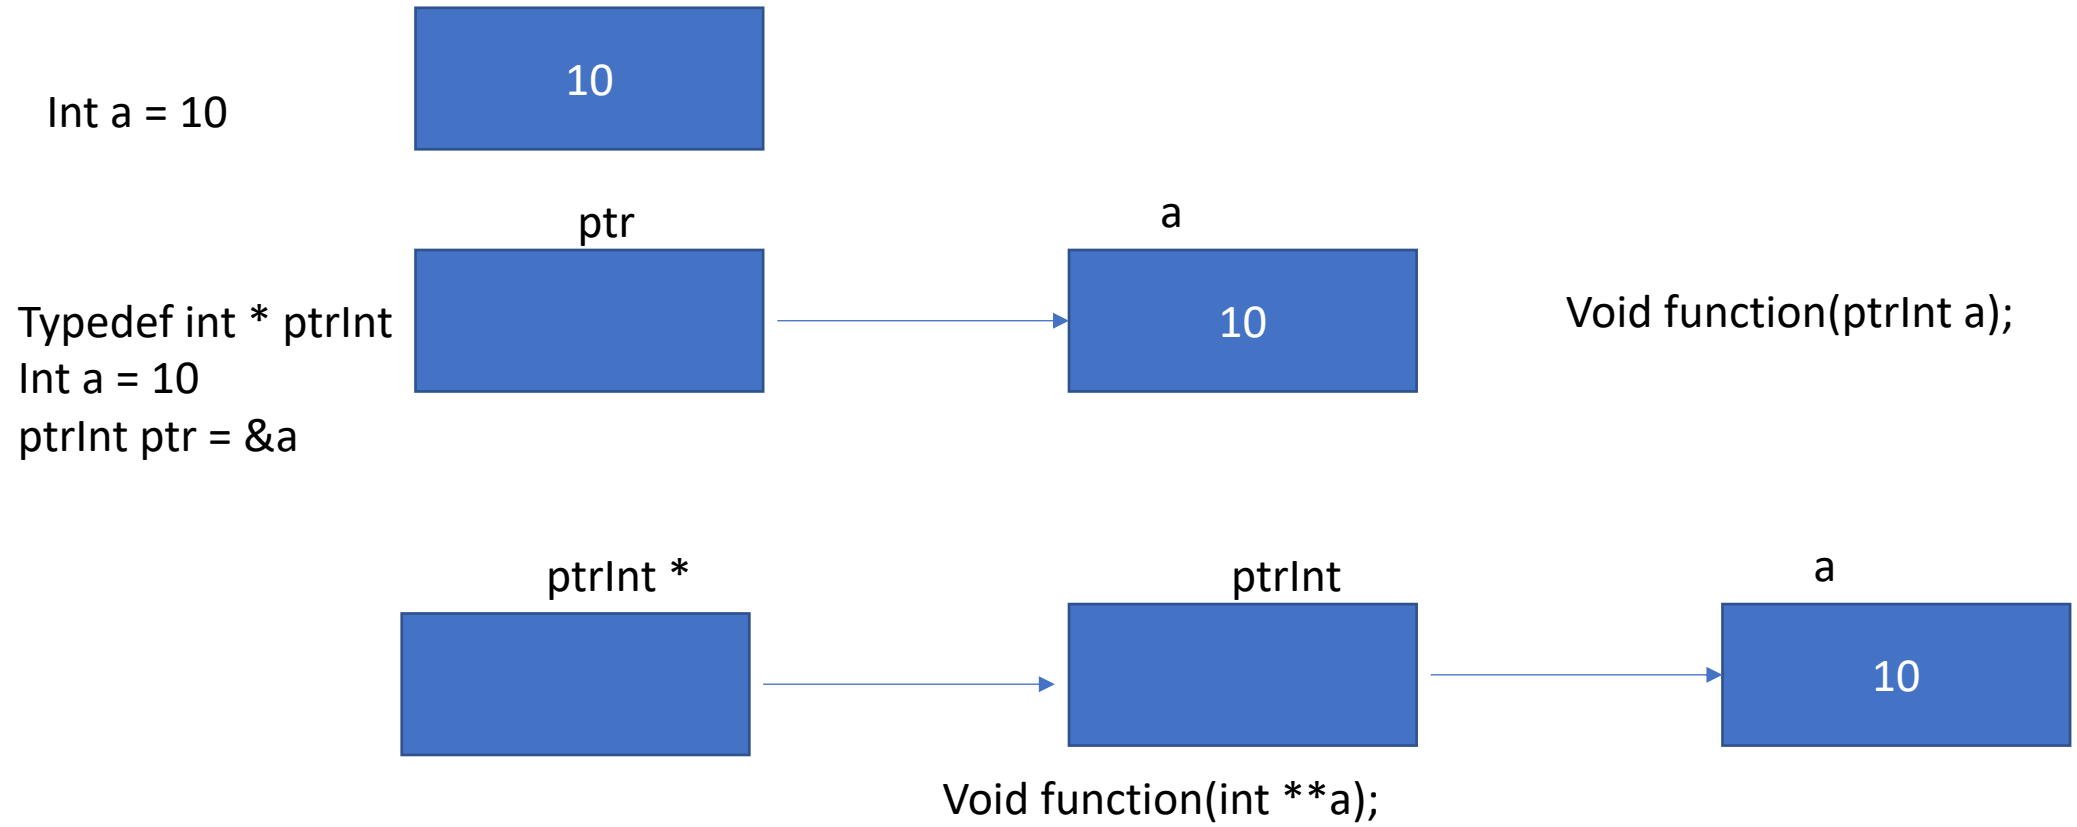 10
Int a = 10
ptr
a
Typedef int * ptrInt
Int a = 10
ptrInt ptr = &a
10
Void function(ptrInt a);
ptrInt *
ptrInt
a
10
Void function(int **a);